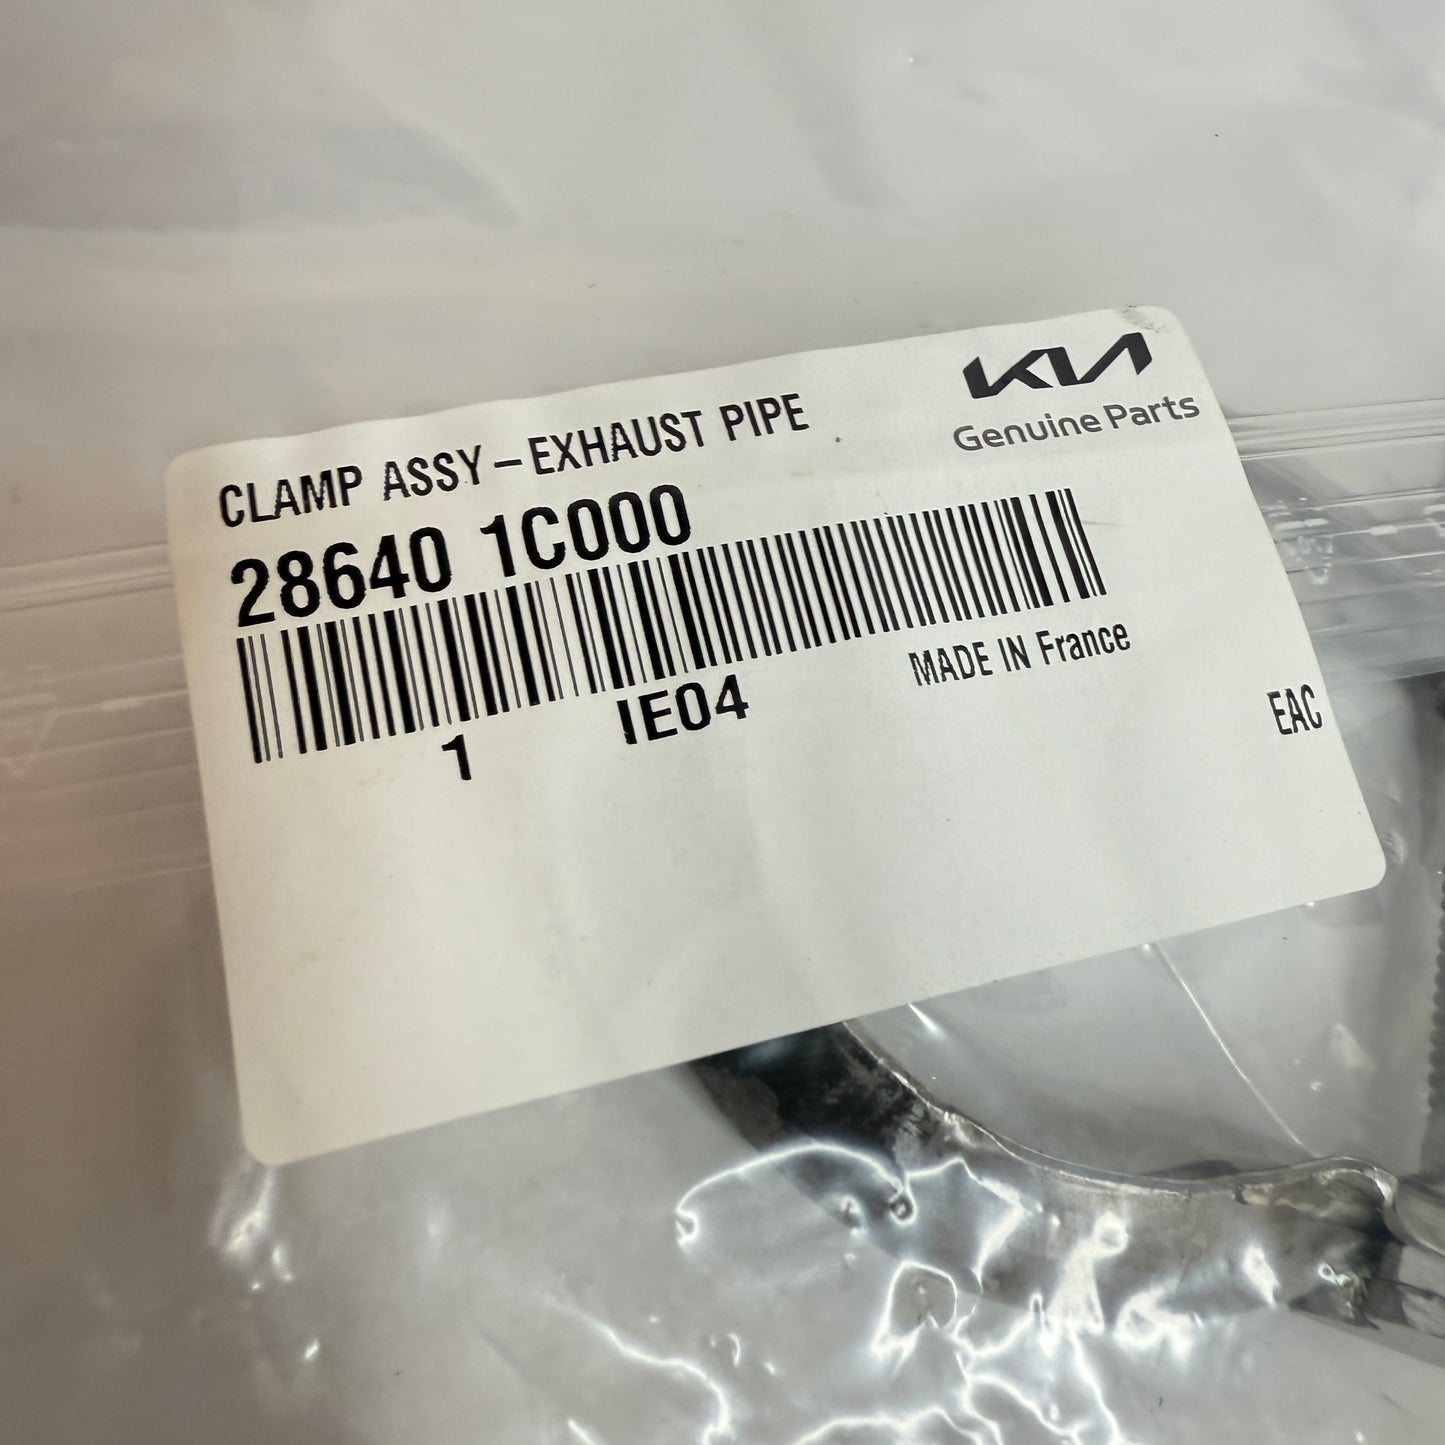 KIA
Genuine Parts
CLAMP ASSY-EXHAUST PIPE
28640 1C000
MADE IN France
1 IE04
EAC